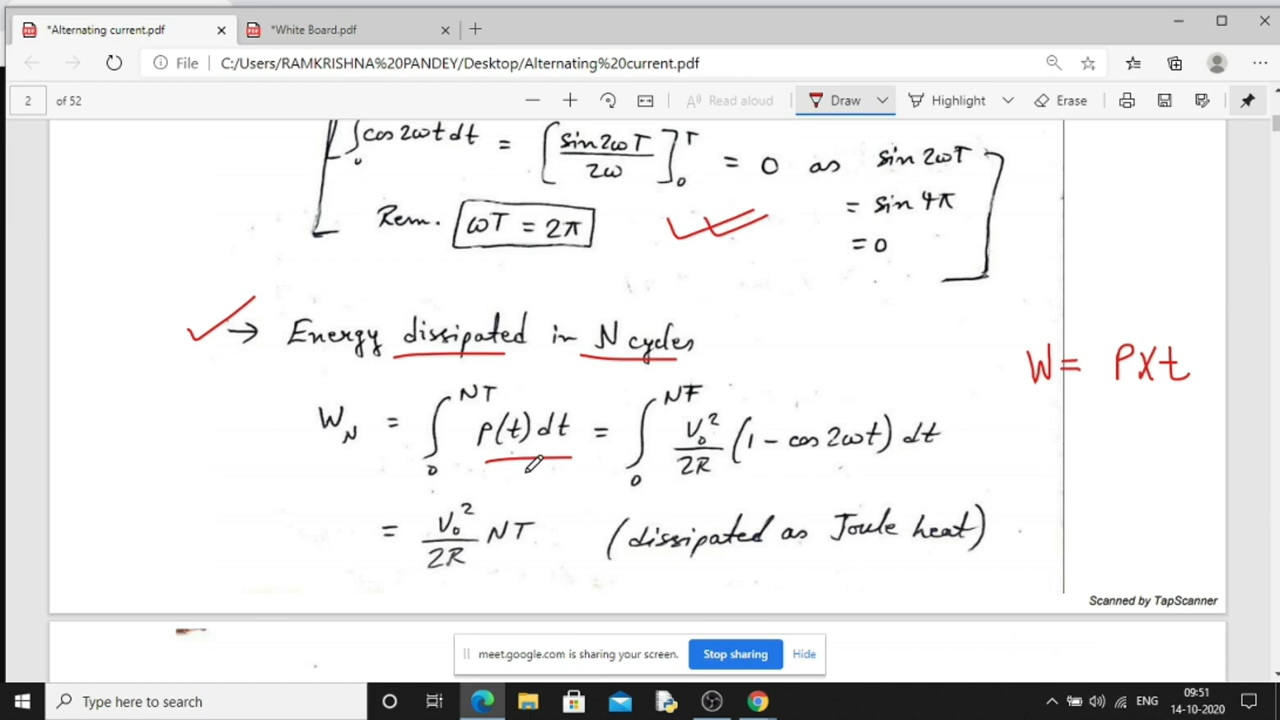 *Alternating current.pdf
*White Board.pdf
File C:/Users/RAMKRISHNA%20PANDEY/Desktop/Alternating%20current.pdf
2 of 52 Read aloud Draw Highlight Erase
∫₀ cos 2ωt dt = [sin 2ωT / 2ω]₀ᵀ = 0 as sin 2ωT
Rem. ωT = 2π = sin 4π
= 0
→ Energy dissipated in N cycles
W = P x t
W_N = ∫₀^NT P(t) dt = ∫₀^NT V₀²/2R (1 - cos 2ωt) dt
= V₀²/2R NT (dissipated as Joule heat)
Scanned by TapScanner
meet.google.com is sharing your screen. Stop sharing Hide
Type here to search
ENG
09:51
14-10-2020